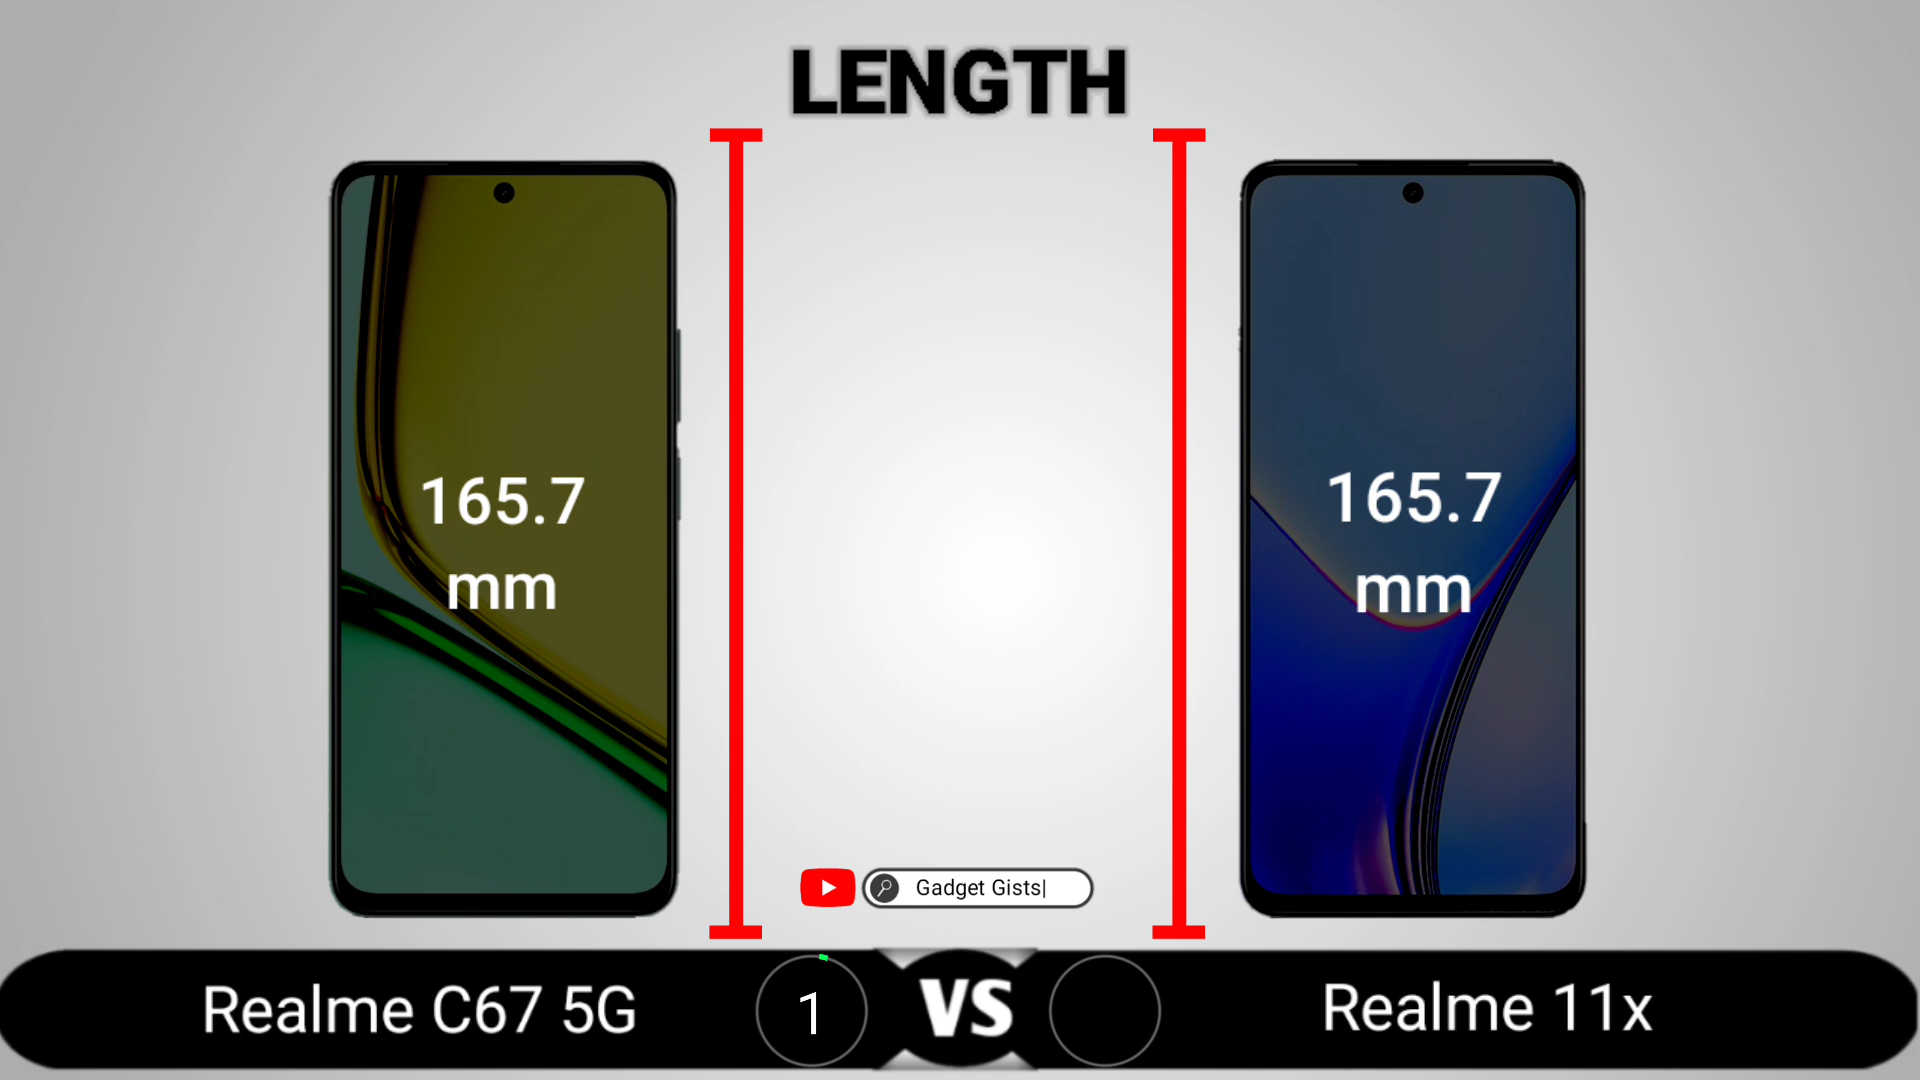 LENGTH
165.7
mm
165.7
mm
Gadget Gists|
Realme C67 5G
1
VS
Realme 11x